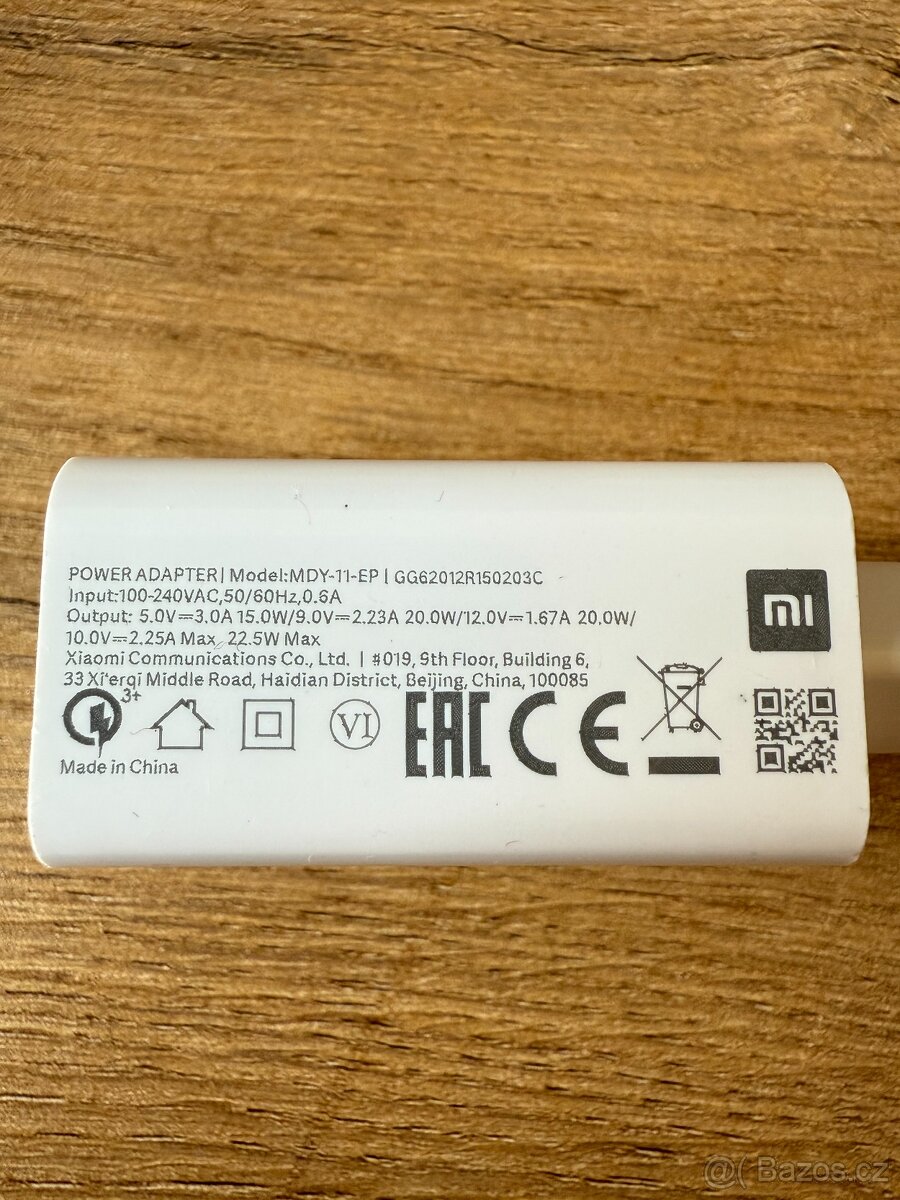 POWER ADAPTER | Model:MDY-11-EP | GG62012R150203C
Input:100-240VAC,50/60Hz,0.6A
Output: 5.0V⎓3.0A 15.0W/9.0V⎓2.23A 20.0W/12.0V⎓1.67A 20.0W/
10.0V⎓2.25A Max 22.5W Max
Xiaomi Communications Co., Ltd. | #019, 9th Floor, Building 6,
33 Xi'erqi Middle Road, Haidian District, Beijing, China, 100085
mi
3+
VI
EAC CE
Made in China
@( Bazos.cz